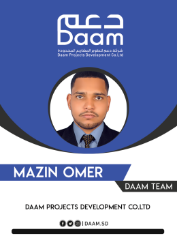 دعم
Daam
Daam Projects Development Co.Ltd
MAZIN OMER
DAAM TEAM
DAAM PROJECTS DEVELOPMENT CO.LTD
DAAM.SD